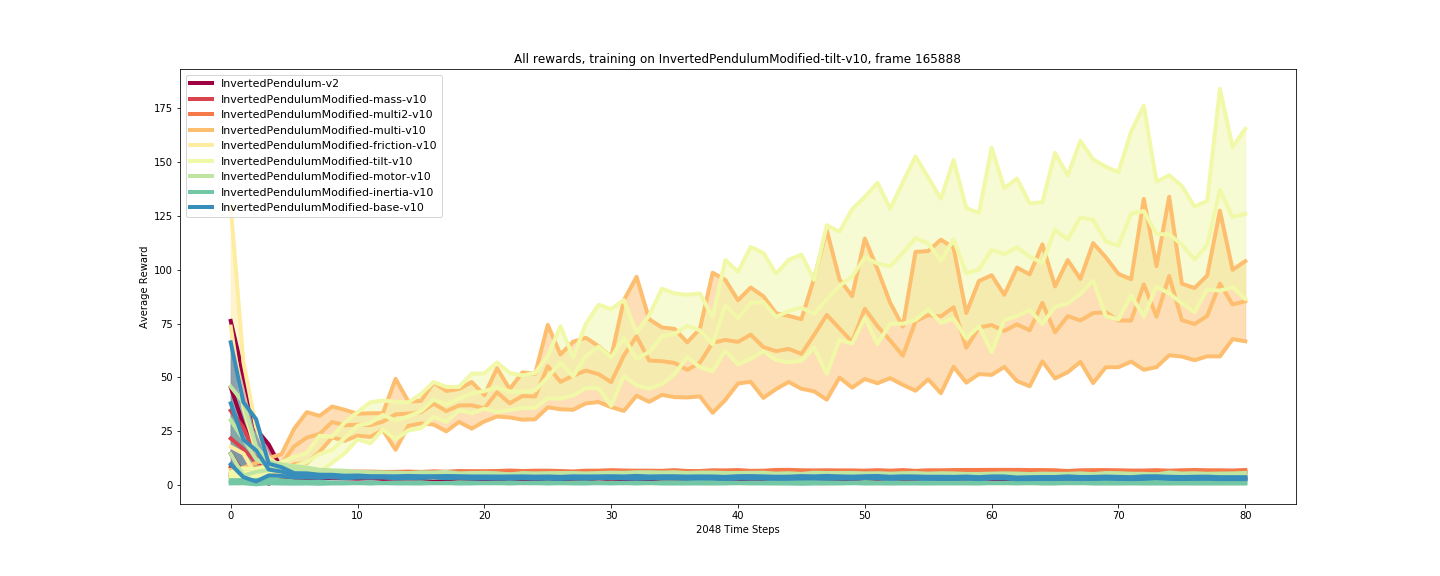 All rewards, training on InvertedPendulumModified-tilt-v10, frame 165888
InvertedPendulum-v2
InvertedPendulumModified-mass-v10
InvertedPendulumModified-multi2-v10
InvertedPendulumModified-multi-v10
InvertedPendulumModified-friction-v10
InvertedPendulumModified-tilt-v10
InvertedPendulumModified-motor-v10
InvertedPendulumModified-inertia-v10
InvertedPendulumModified-base-v10
Average Reward
175
150
125
100
75
50
25
0
0 10 20 30 40 50 60 70 80
2048 Time Steps